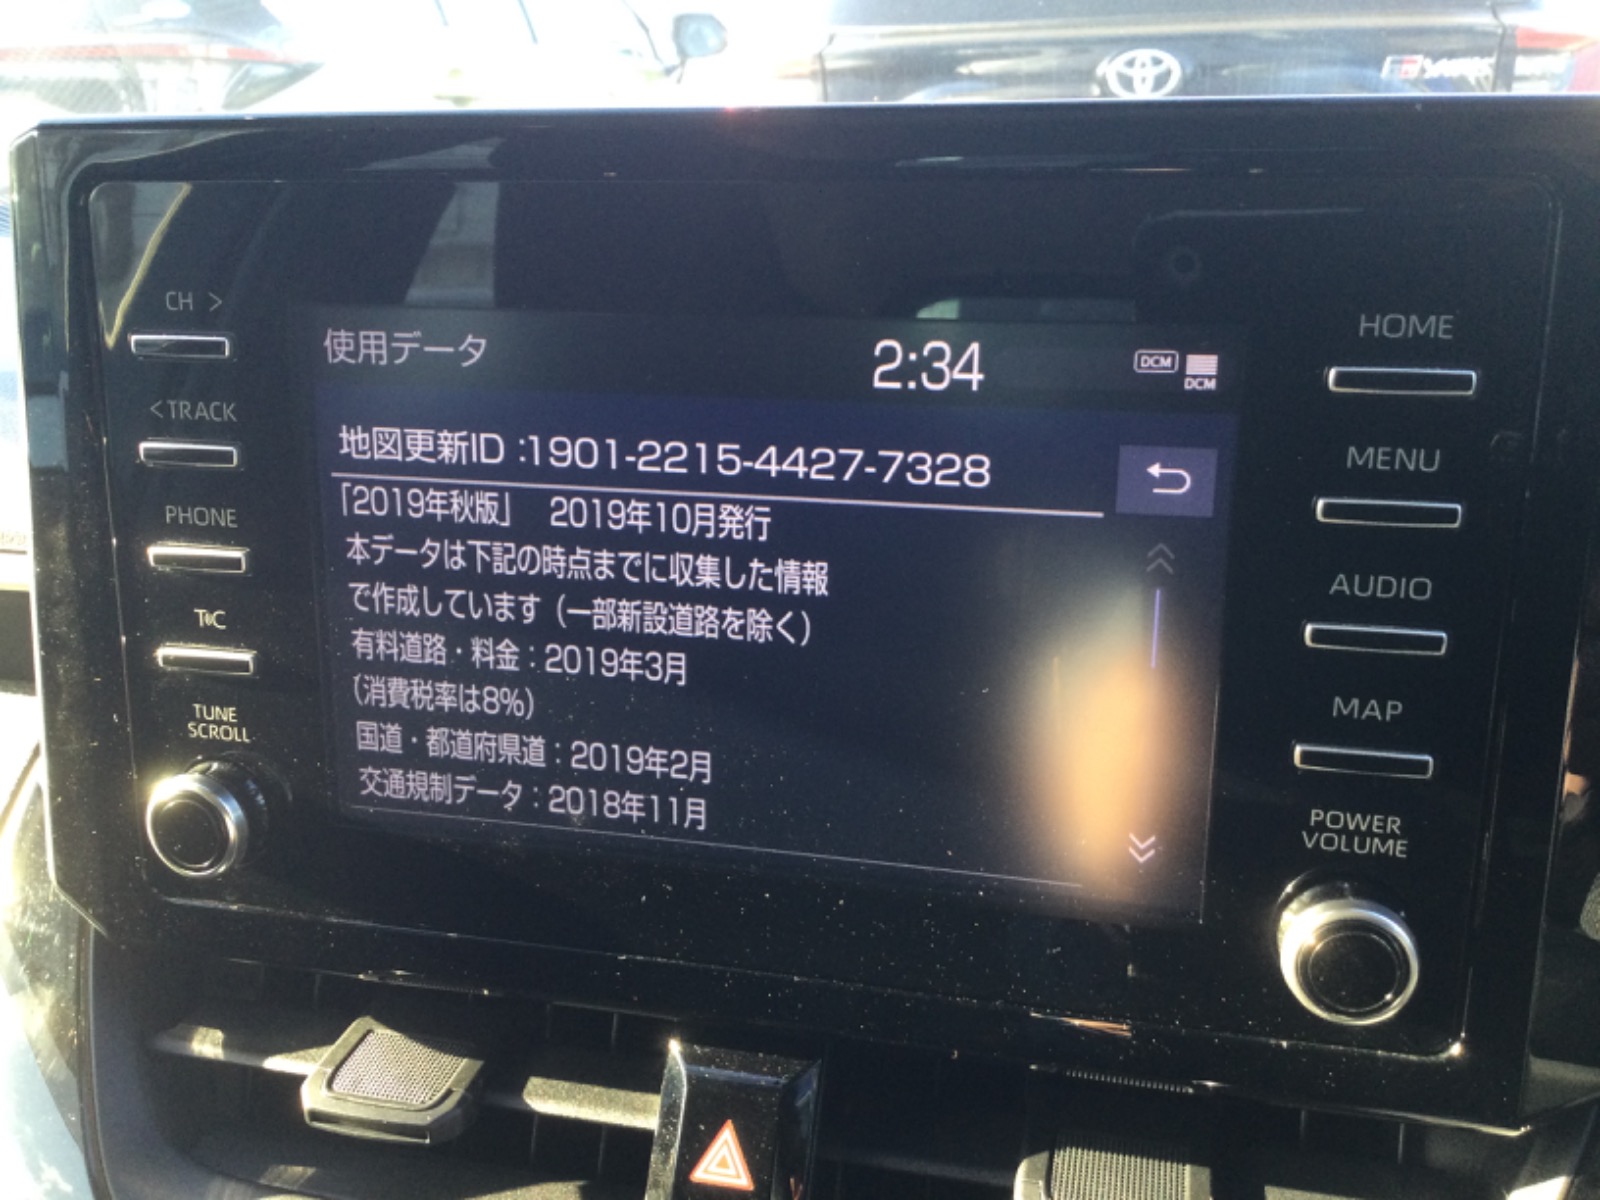 CH >
<TRACK
PHONE
T C
TUNE
SCROLL
使用データ
2:34
DCM
DCM
地図更新ID:1901-2215-4427-7328
「2019年秋版」 2019年10月発行
本データは下記の時点までに収集した情報
で作成しています（一部新設道路を除く）
有料道路・料金：2019年3月
(消費税率は8%)
国道・都道府県道：2019年2月
交通規制データ：2018年11月
HOME
MENU
AUDIO
MAP
POWER
VOLUME